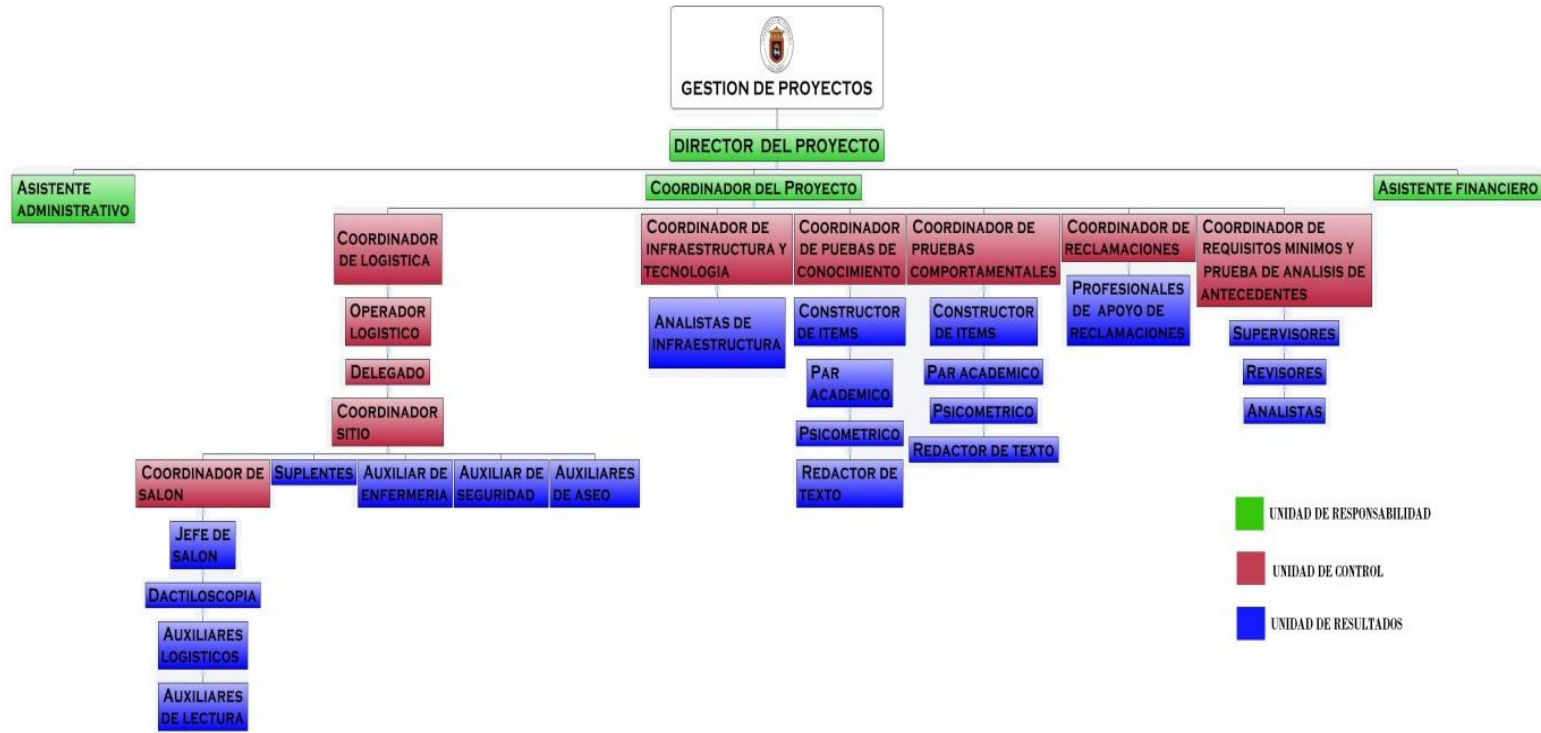 GESTION DE PROYECTOS
DIRECTOR DEL PROYECTO
ASISTENTE
ADMINISTRATIVO
COORDINADOR DEL PROYECTO
ASISTENTE FINANCIERO
COORDINADOR
DE LOGISTICA
COORDINADOR DE
INFRAESTRUCTURA Y
TECNOLOGIA
COORDINADOR
DE PUEBAS DE
CONOCIMIENTO
COORDINADOR DE
PRUEBAS
COMPORTAMENTALES
COORDINADOR DE
RECLAMACIONES
COORDINADOR DE
REQUISITOS MINIMOS Y
PRUEBA DE ANALISIS DE
ANTECEDENTES
OPERADOR
LOGISTICO
DELEGADO
COORDINADOR
SITIO
ANALISTAS DE
INFRAESTRUCTURA
CONSTRUCTOR
DE ITEMS
PAR
ACADEMICO
PSICOMETRICO
REDACTOR DE
TEXTO
CONSTRUCTOR
DE ITEMS
PAR ACADEMICO
PSICOMETRICO
REDACTOR DE TEXTO
PROFESIONALES
DE APOYO DE
RECLAMACIONES
SUPERVISORES
REVISORES
ANALISTAS
COORDINADOR DE
SALON
SUPLENTES
AUXILIAR DE
ENFERMERIA
AUXILIAR DE
SEGURIDAD
AUXILIARES
DE ASEO
JEFE DE
SALON
DACTILOSCOPIA
AUXILIARES
LOGISTICOS
AUXILIARES
DE LECTURA
UNIDAD DE RESPONSABILIDAD
UNIDAD DE CONTROL
UNIDAD DE RESULTADOS